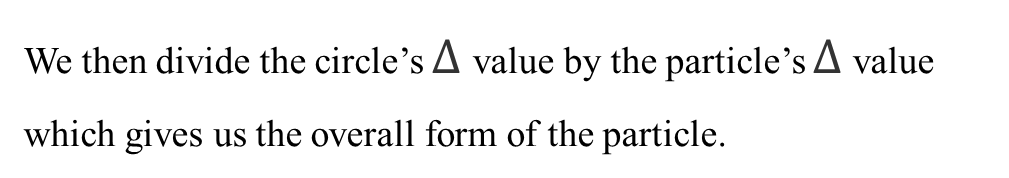 We then divide the circle’s Δ value by the particle’s Δ value
which gives us the overall form of the particle.